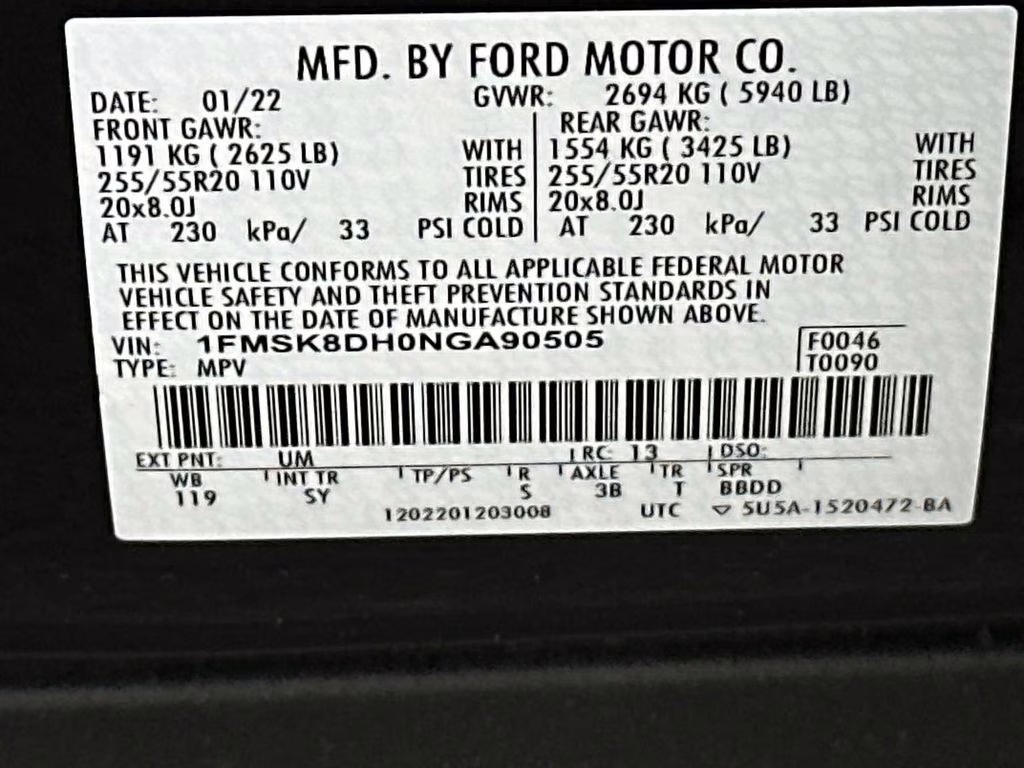 MFD. BY FORD MOTOR CO.
DATE: 01/22 GVWR: 2694 KG ( 5940 LB)
FRONT GAWR: REAR GAWR:
1191 KG ( 2625 LB) WITH 1554 KG ( 3425 LB) WITH
255/55R20 110V TIRES 255/55R20 110V TIRES
20x8.0J RIMS 20x8.0J RIMS
AT 230 kPa/ 33 PSI COLD AT 230 kPa/ 33 PSI COLD
THIS VEHICLE CONFORMS TO ALL APPLICABLE FEDERAL MOTOR
VEHICLE SAFETY AND THEFT PREVENTION STANDARDS IN
EFFECT ON THE DATE OF MANUFACTURE SHOWN ABOVE.
VIN: 1FMSK8DH0NGA90505 F0046
TYPE: MPV T0090
EXT PNT: UM RC: 13 DSO:
WB INT TR TP/PS R AXLE TR SPR
119 SY S 3B T BBDD
1202201203008 UTC ▽ 5U5A-1520472-BA